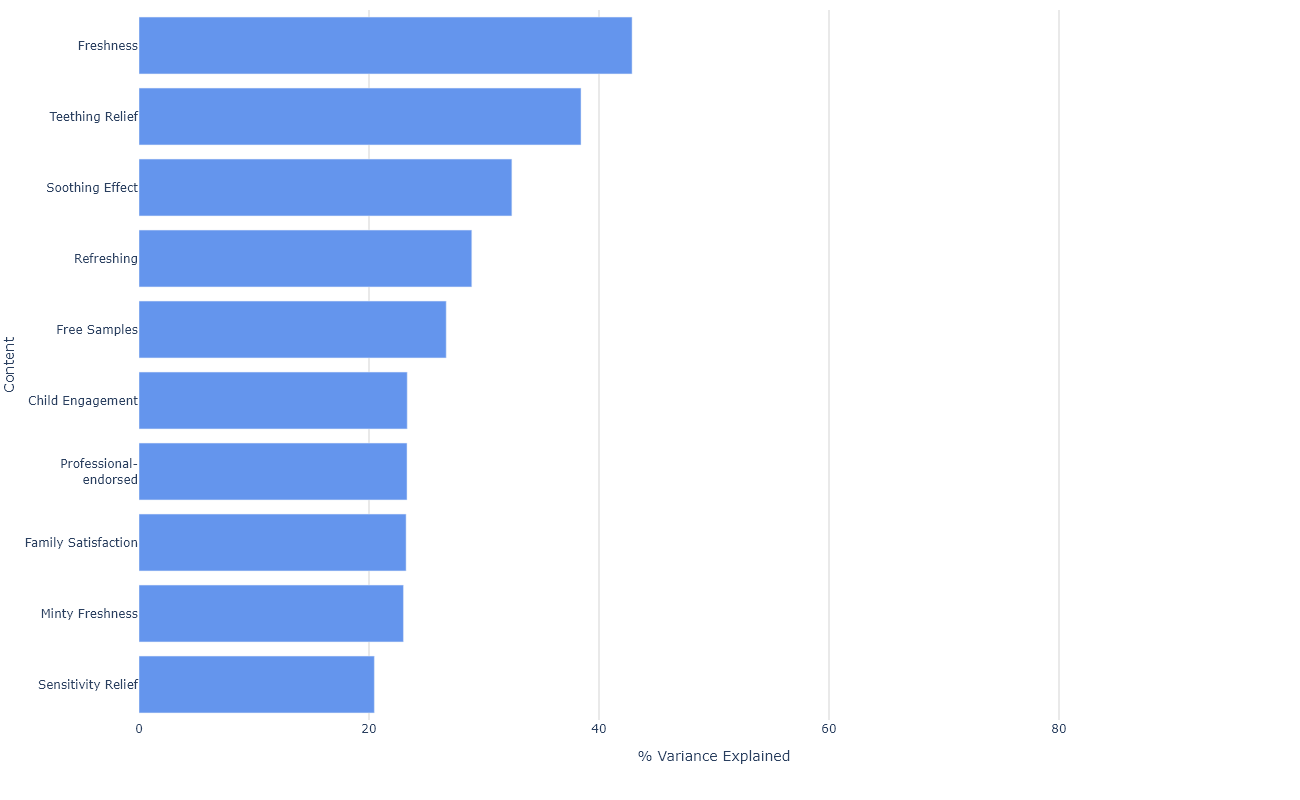 Freshness
Teething Relief
Soothing Effect
Refreshing
Free Samples
Child Engagement
Professional-
endorsed
Family Satisfaction
Minty Freshness
Sensitivity Relief
Content
0 20 40 60 80
% Variance Explained